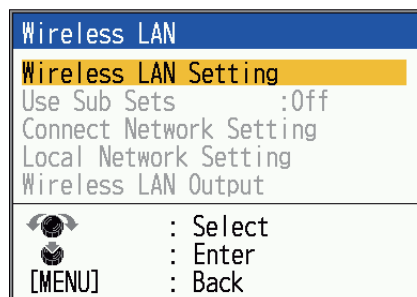 Wireless LAN
Wireless LAN Setting
Use Sub Sets :Off
Connect Network Setting
Local Network Setting
Wireless LAN Output
: Select
: Enter
[MENU] : Back